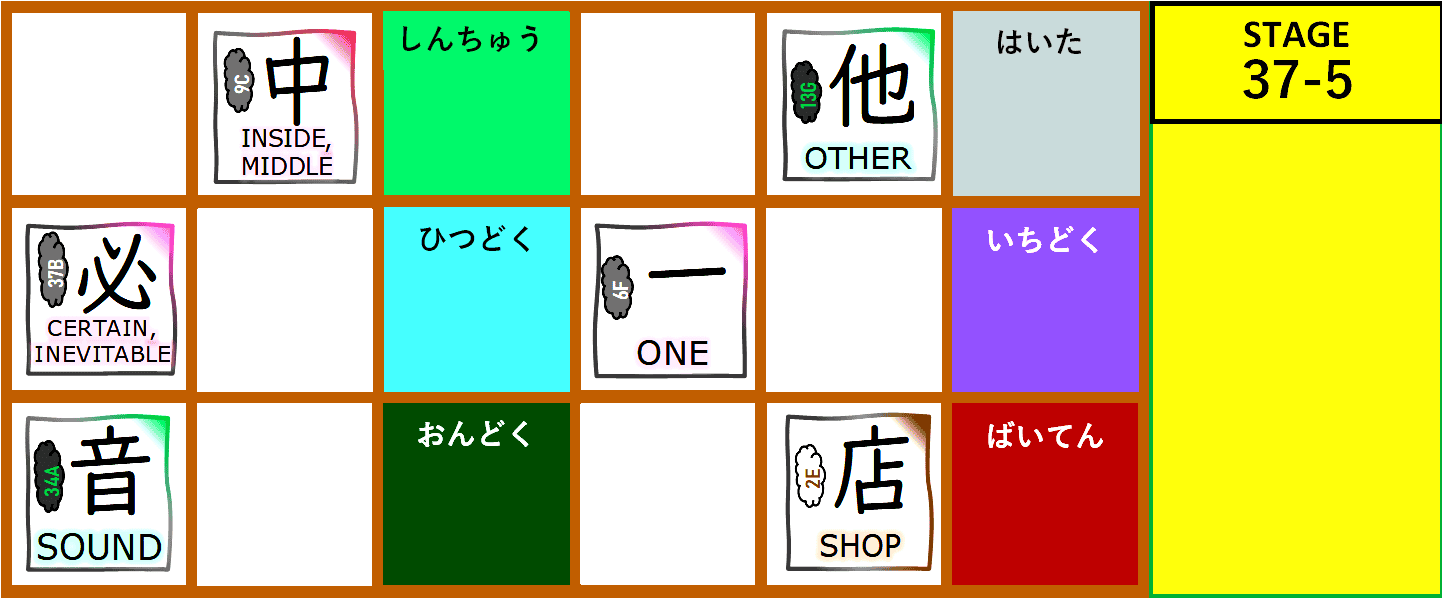 9C
中
INSIDE,
MIDDLE
しんちゅう
13G
他
OTHER
はいた
STAGE
37-5
37B
必
CERTAIN,
INEVITABLE
ひつどく
6F
一
ONE
いちどく
34A
音
SOUND
おんどく
2E
店
SHOP
ばいてん